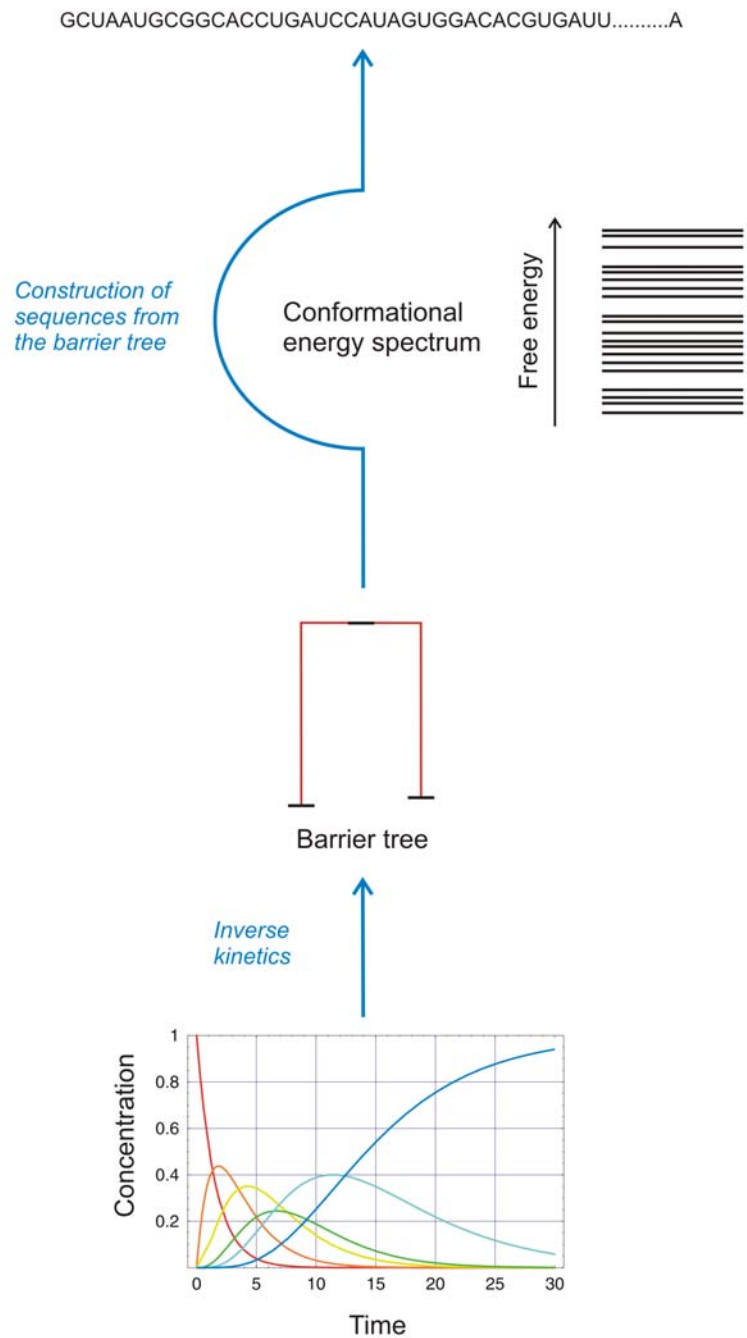 GCUAAUGCGGCACCUGAUCCAUAGUGGACACGUGAUU..........A
Construction of
sequences from
the barrier tree
Conformational
energy spectrum
Free energy
Barrier tree
Inverse
kinetics
Concentration
1
0.8
0.6
0.4
0.2
0 5 10 15 20 25 30
Time